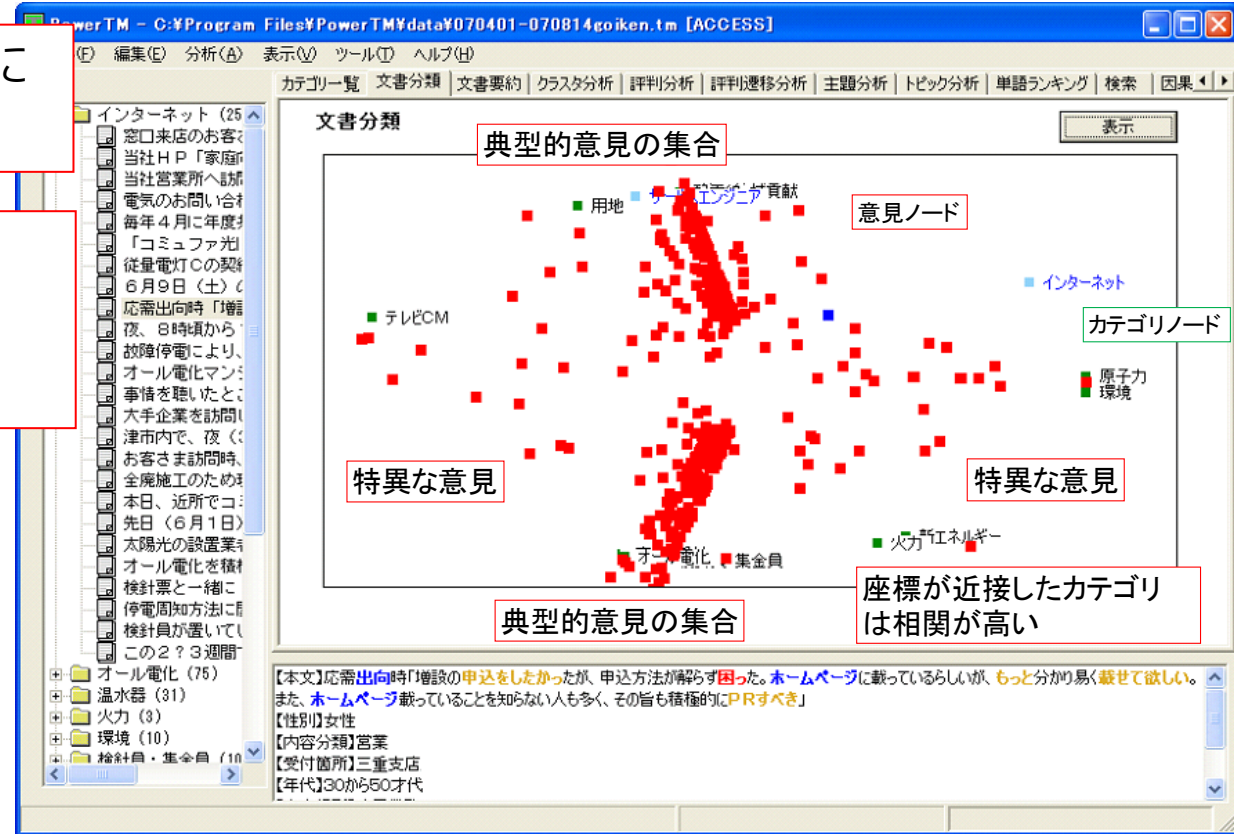 PowerTM - C:¥Program Files¥PowerTM¥data¥070401-070814goiken.tm [ACCESS]
こ
(F) 編集(E) 分析(A) 表示(V) ツール(T) ヘルプ(H)
カテゴリ一覧 文書分類 文書要約 クラスタ分析 評判分析 評判遷移分析 主題分析 トピック分析 単語ランキング 検索 因果
インターネット (25
窓口来店のお客さ
当社HP「家庭
当社営業所へ訪
電気のお問い合
毎年4月に年度
「コミュファ光
従量電灯Cの契
6月9日(土)
応需出向時「増設
夜、8時頃から
故障停電により、
オール電化マンシ
事情を聴いたとこ
大手企業を訪問
津市内で、夜(
お客さま訪問時、
全廃施工のため
本日、近所でコ
先日(6月1日)
太陽光の設置業者
オール電化を積
検針票と一緒に
停電周知方法に
検針員が置いて
この2?3週間
オール電化 (75)
温水器 (31)
火力 (3)
環境 (10)
検針員・集金員 (10
文書分類
表示
典型的意見の集合
貢献
用地
意見ノード
インターネット
テレビCM
カテゴリノード
原子力
環境
特異な意見
特異な意見
火力
新エネルギー
オール電化
集金員
座標が近接したカテゴリ
は相関が高い
典型的意見の集合
【本文】応需出向時「増設の申込をしたかったが、申込方法が解らず困った。ホームページに載っているらしいが、もっと分かり易く載せて欲しい。
また、ホームページ載っていることを知らない人も多く、その旨も積極的にPRすべき」
【性別】女性
【内容分類】営業
【受付箇所】三重支店
【年代】30から50才代